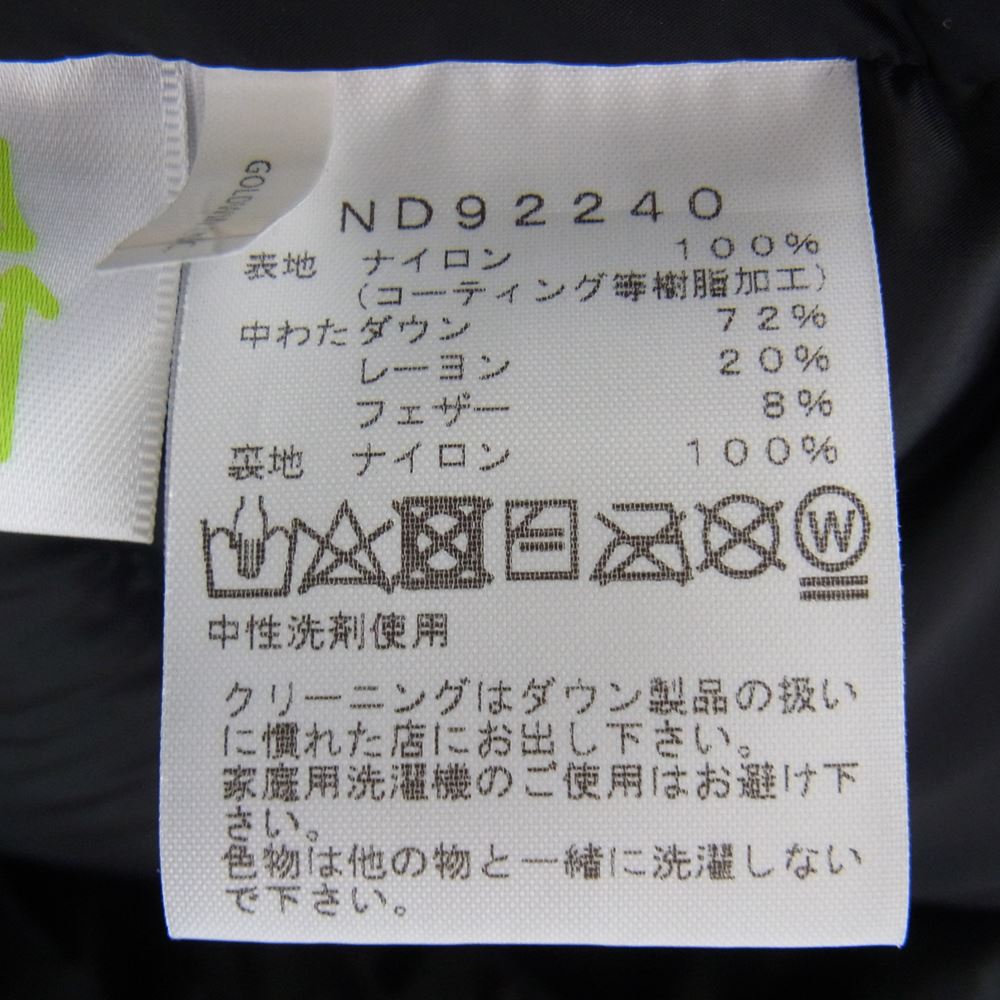 ND92240
表地 ナイロン 100%
(コーティング等樹脂加工)
中わた ダウン 72%
レーヨン 20%
フェザー 8%
裏地 ナイロン 100%
W
中性洗剤使用
クリーニングはダウン製品の扱い
に慣れた店にお出し下さい。
家庭用洗濯機のご使用はお避け下
さい。
色物は他の物と一緒に洗濯しない
で下さい。